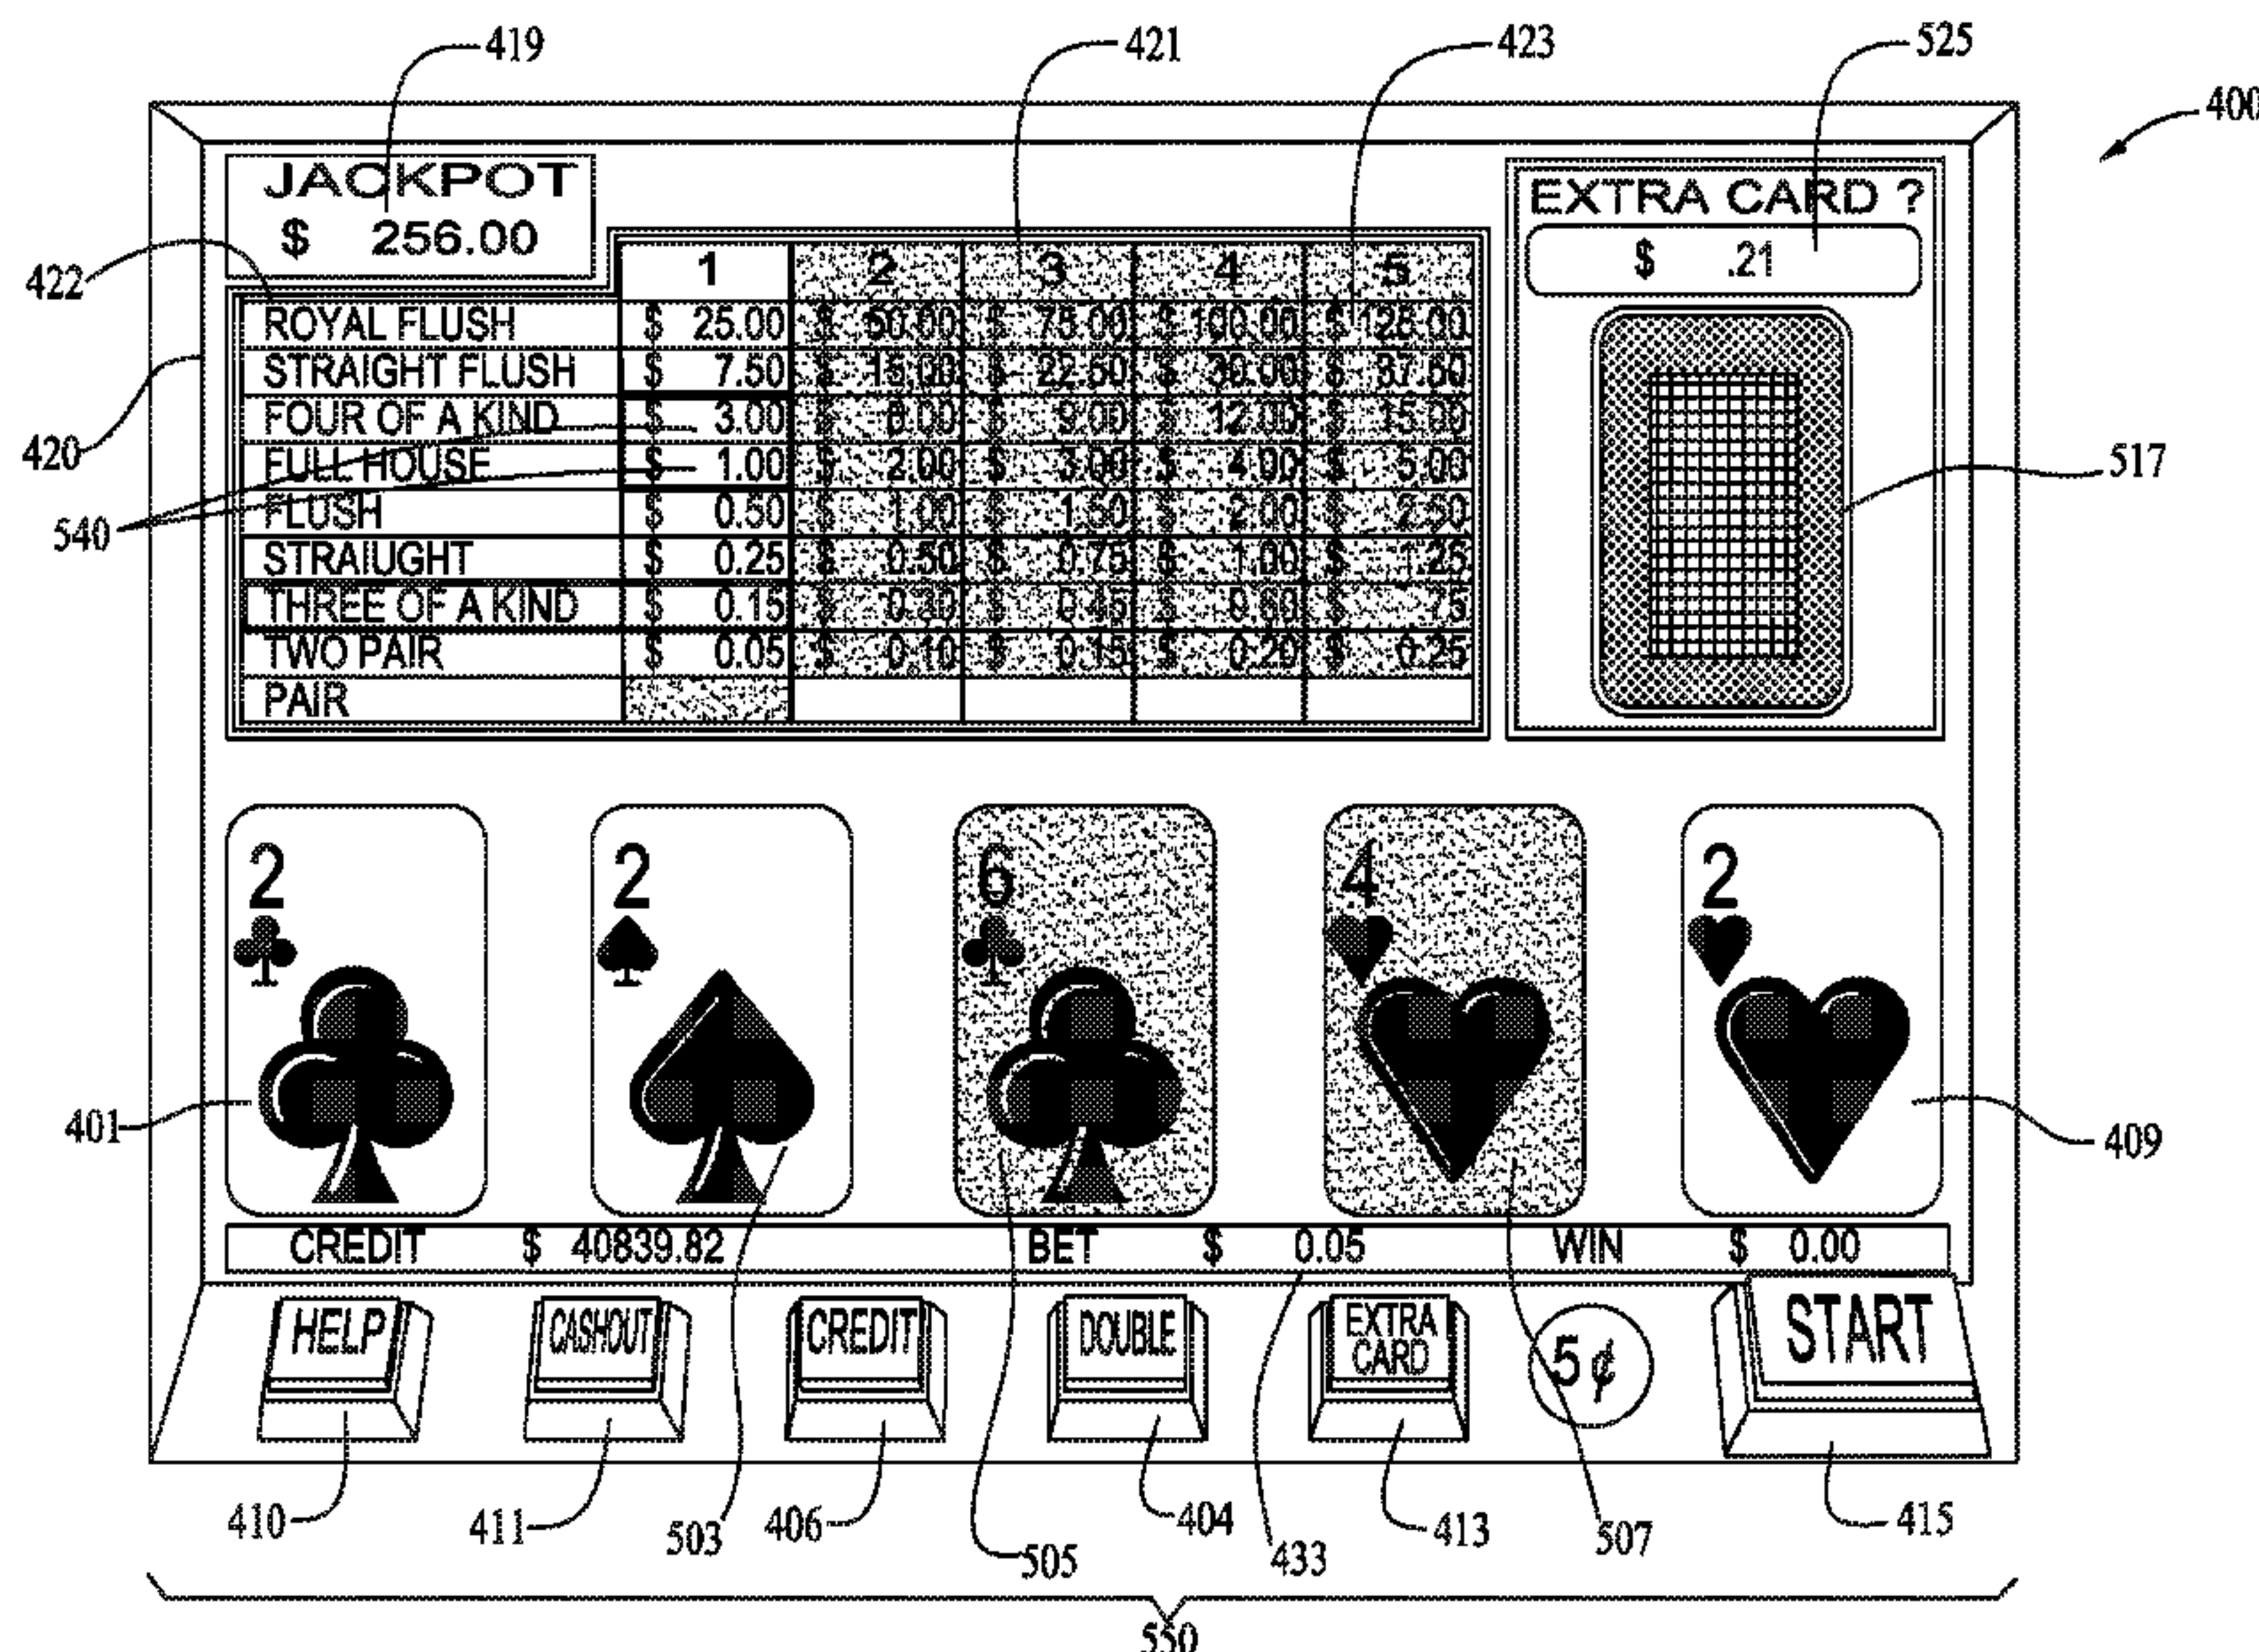 419
421
423
525
400
JACKPOT
$ 256.00
EXTRA CARD ?
$ .21
422
1 2 3 4 5
ROYAL FLUSH $ 25.00 $ 50.00 $ 75.00 $ 100.00 $ 125.00
STRAIGHT FLUSH $ 7.50 $ 15.00 $ 22.50 $ 30.00 $ 37.50
420
FOUR OF A KIND $ 3.00 $ 6.00 $ 9.00 $ 12.00 $ 15.00
FULL HOUSE $ 1.00 $ 2.00 $ 3.00 $ 4.00 $ 5.00
517
540
FLUSH $ 0.50 $ 1.00 $ 1.50 $ 2.00 $ 2.50
STRAIUGHT $ 0.25 $ 0.50 $ 0.75 $ 1.00 $ 1.25
THREE OF A KIND $ 0.15 $ 0.30 $ 0.45 $ 0.60 $ .75
TWO PAIR $ 0.05 $ 0.10 $ 0.15 $ 0.20 $ 0.25
PAIR
2 2 6 4 2
401
409
CREDIT $ 40839.82 BET $ 0.05 WIN $ 0.00
HELP
CASHOUT
CREDIT
DOUBLE
EXTRA
CARD
5¢
START
410
411
503
406
505
404
433
413
507
415
550